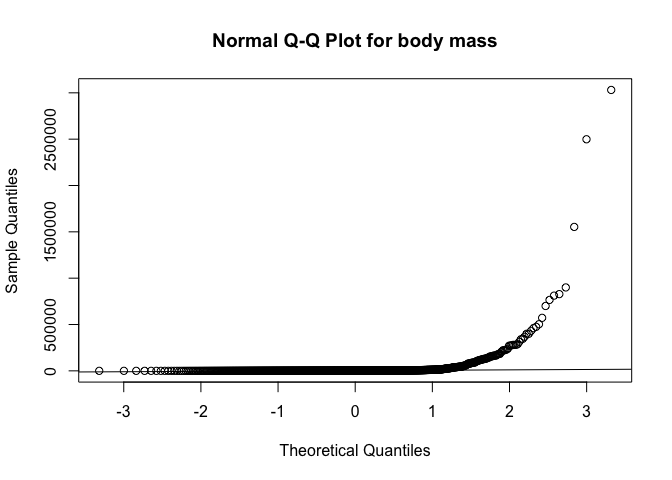 Normal Q-Q Plot for body mass
Sample Quantiles
2500000
1500000
500000
0
-3 -2 -1 0 1 2 3
Theoretical Quantiles